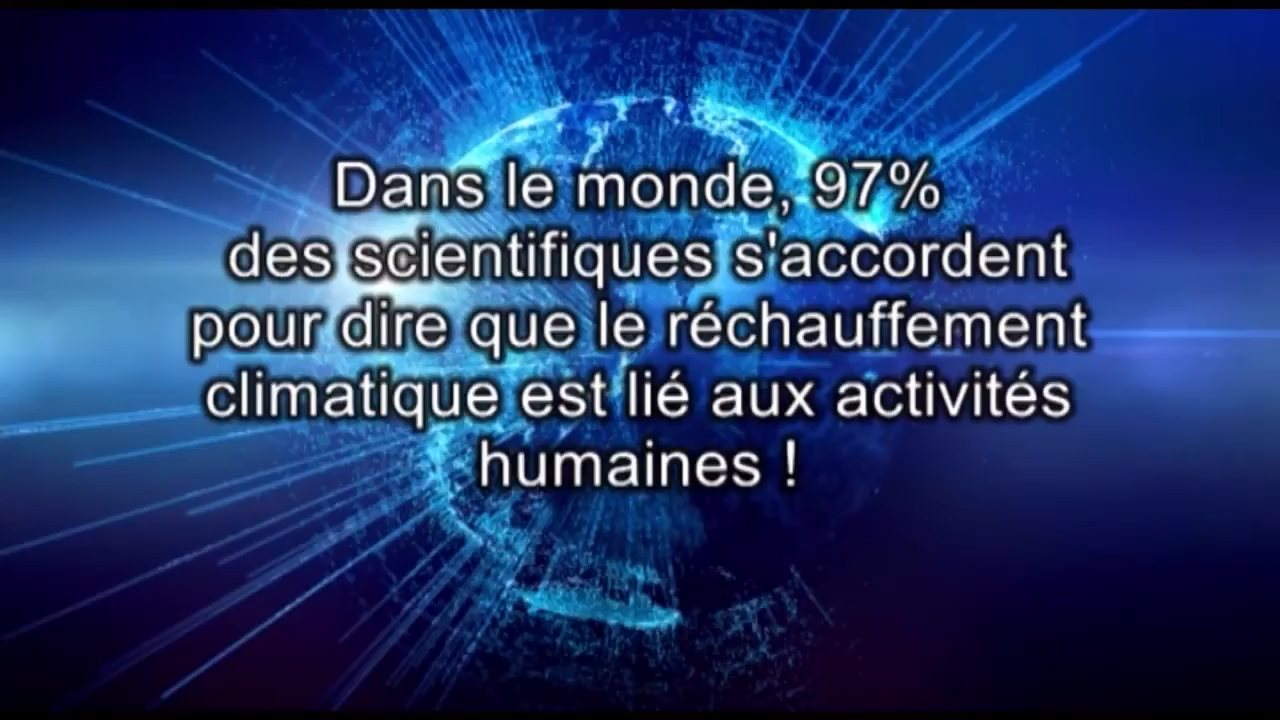 Dans le monde, 97%
des scientifiques s'accordent
pour dire que le réchauffement
climatique est lié aux activités
humaines !